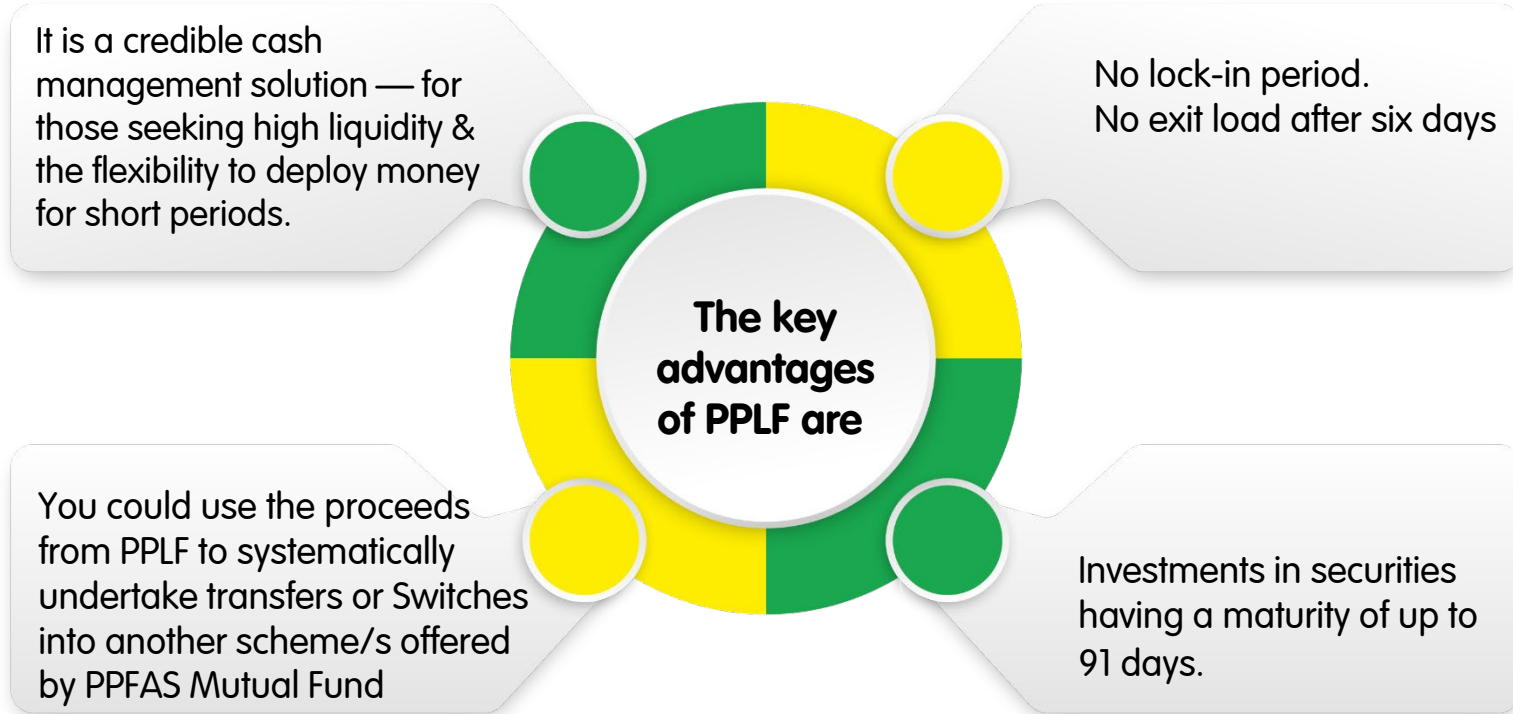 It is a credible cash
management solution — for
those seeking high liquidity &
the flexibility to deploy money
for short periods.
No lock-in period.
No exit load after six days
The key
advantages
of PPLF are
You could use the proceeds
from PPLF to systematically
undertake transfers or Switches
into another scheme/s offered
by PPFAS Mutual Fund
Investments in securities
having a maturity of up to
91 days.